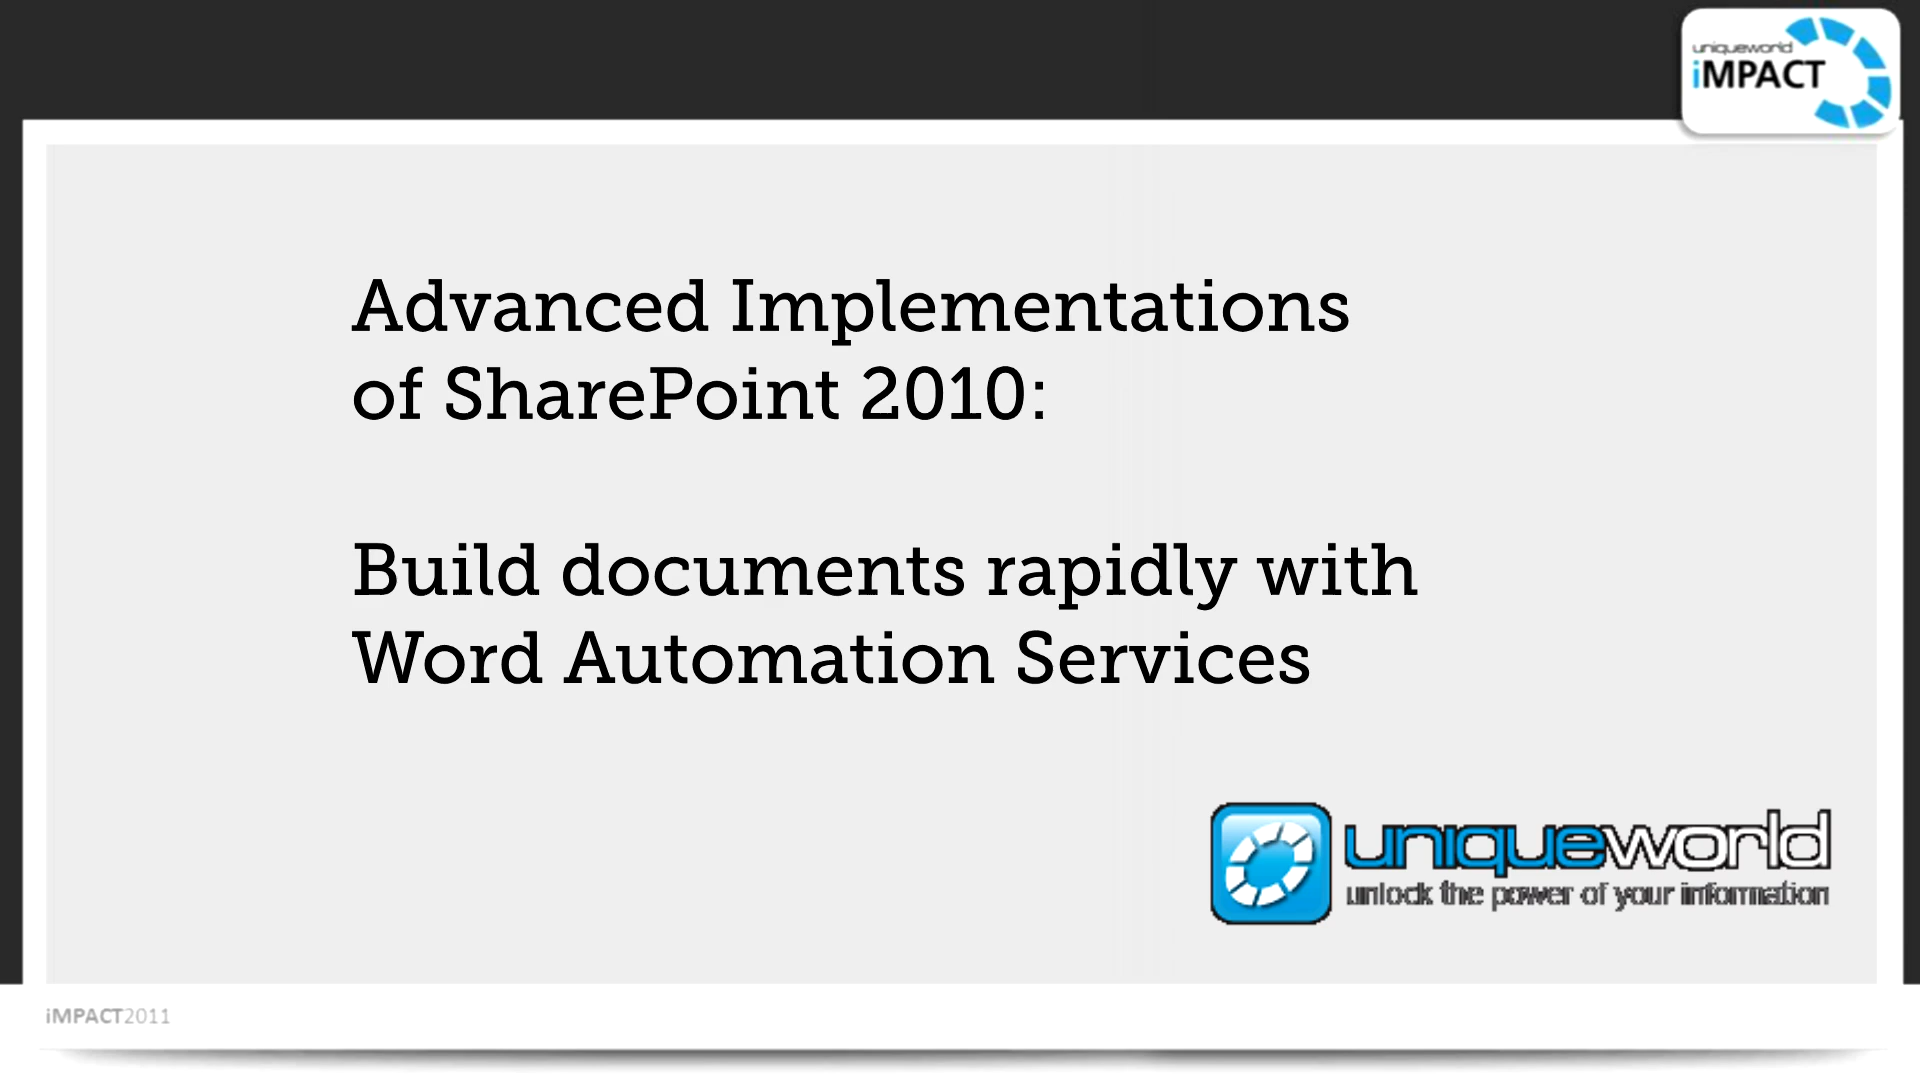 uniqueworld
iMPACT
Advanced Implementations
of SharePoint 2010:
Build documents rapidly with
Word Automation Services
uniqueworld
unlock the power of your information
iMPACT2011